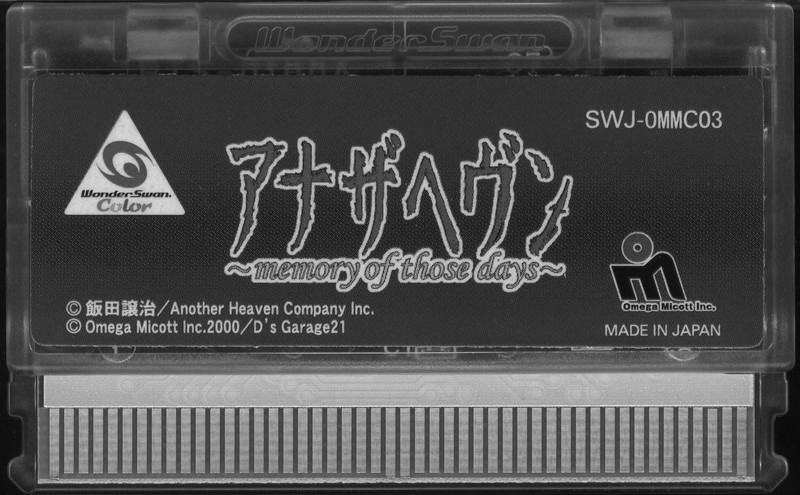 WonderSwan
SWJ-OMMC03
WonderSwan.
Color
アナザヘヴン
~memory of those days~
© 飯田譲治/Another Heaven Company Inc.
© Omega Micott Inc.2000/D's Garage21
Omega Micott Inc.
MADE IN JAPAN